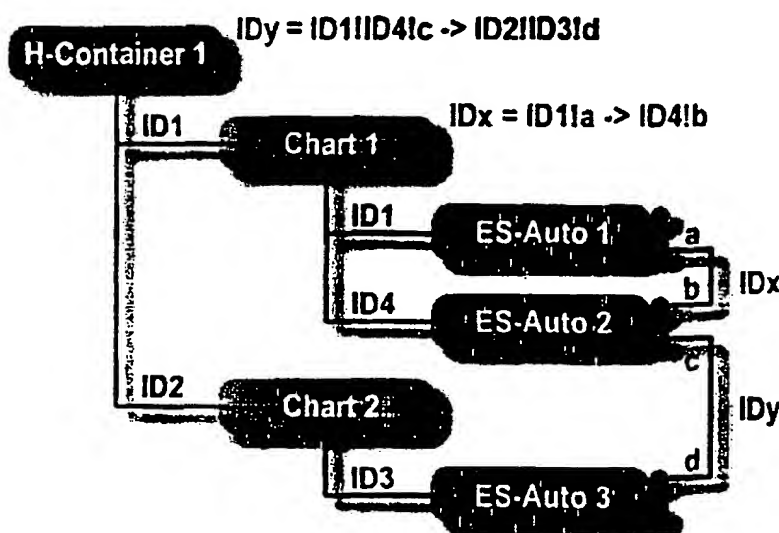 IDy = ID1!ID4!c -> ID2!ID3!d
H-Container 1
ID1
Chart 1
IDx = ID1!a -> ID4!b
ID1
ES-Auto 1
a
IDx
b
ID4
ES-Auto 2
c
ID2
Chart 2
IDy
d
ID3
ES-Auto 3